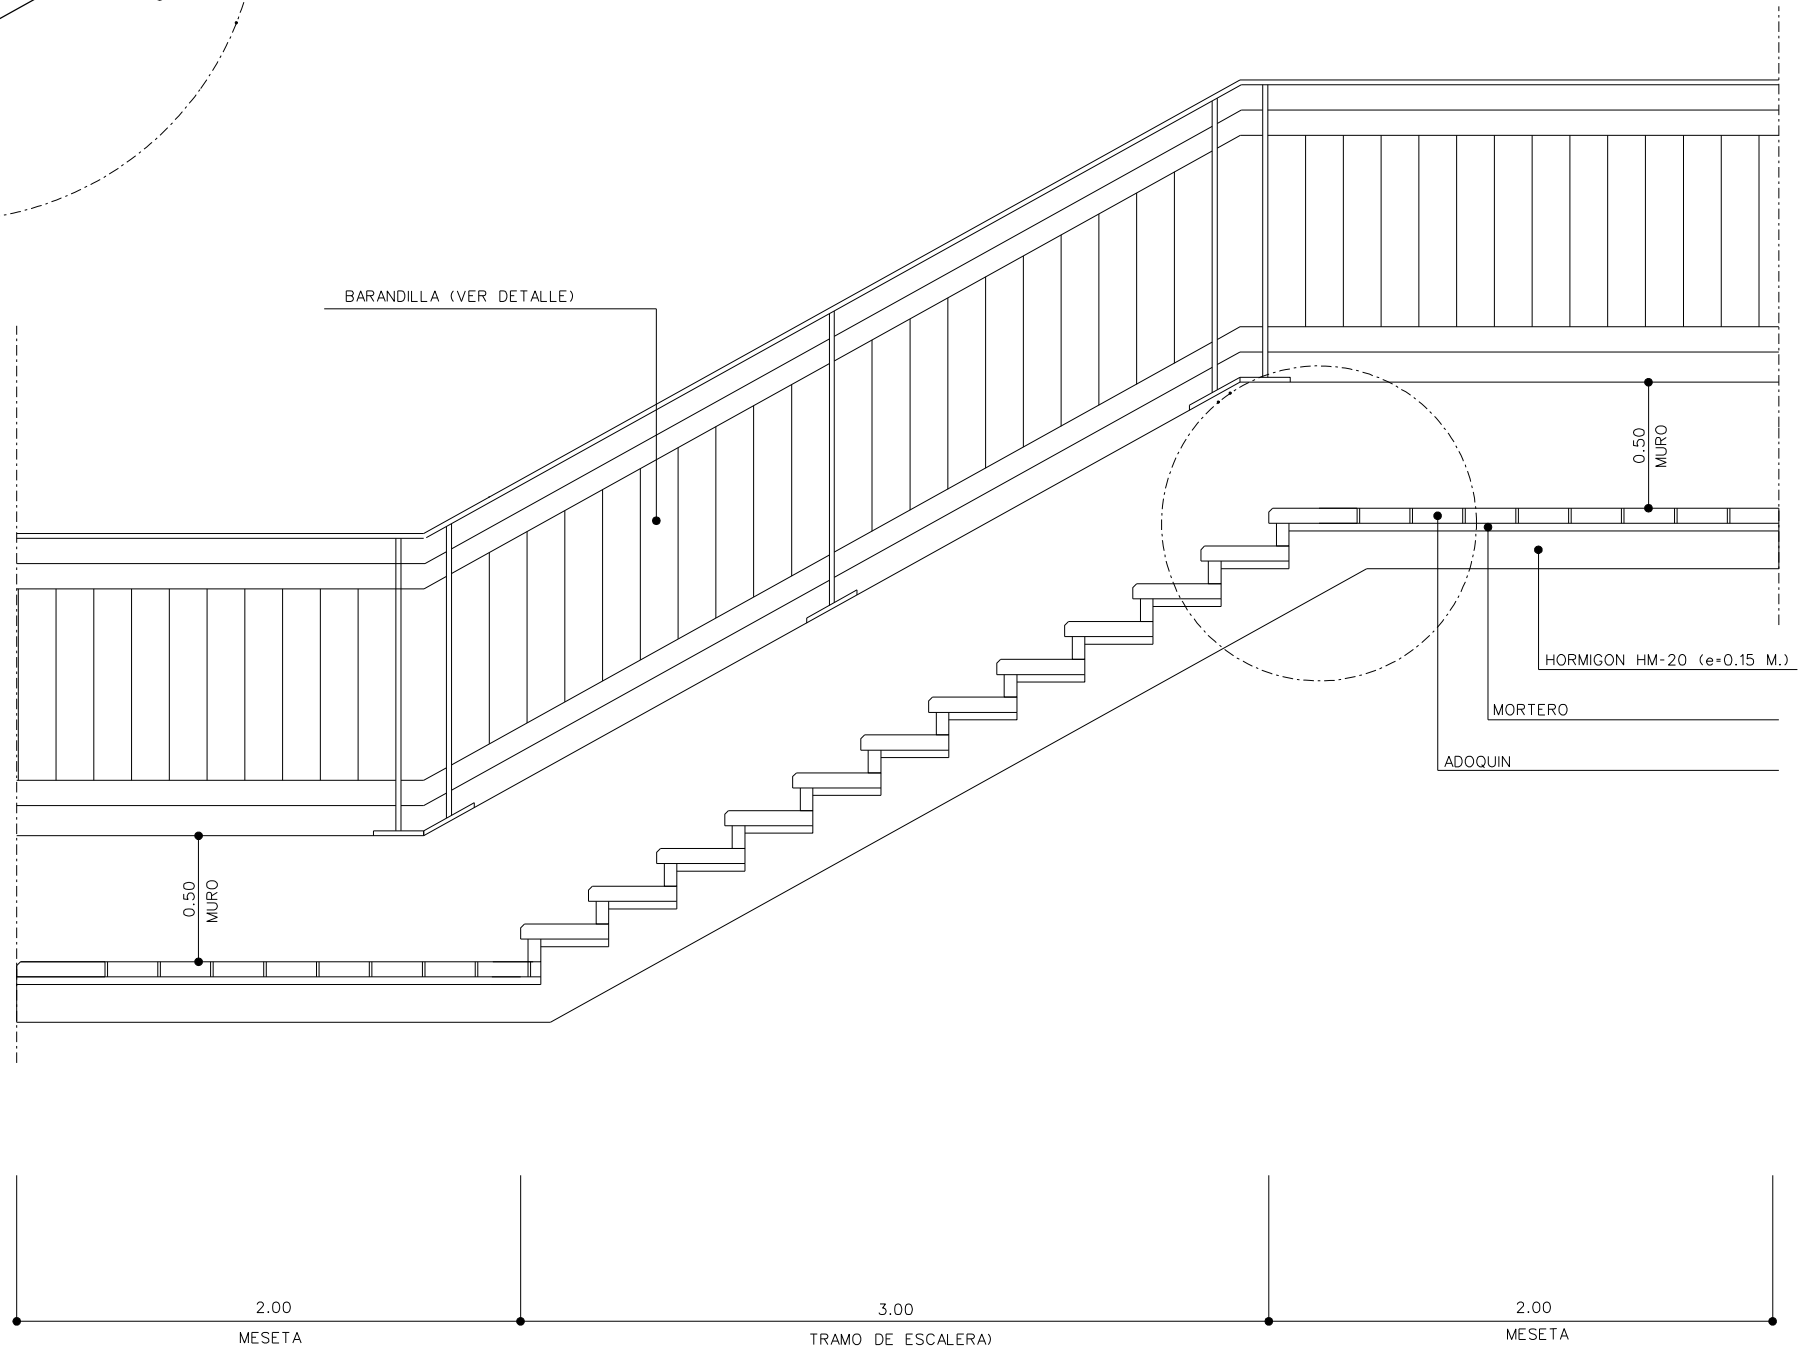 BARANDILLA (VER DETALLE)
0.50
MURO
HORMIGON HM-20 (e=0.15 M.)
MORTERO
ADOQUIN
0.50
MURO
2.00
MESETA
3.00
TRAMO DE ESCALERA)
2.00
MESETA